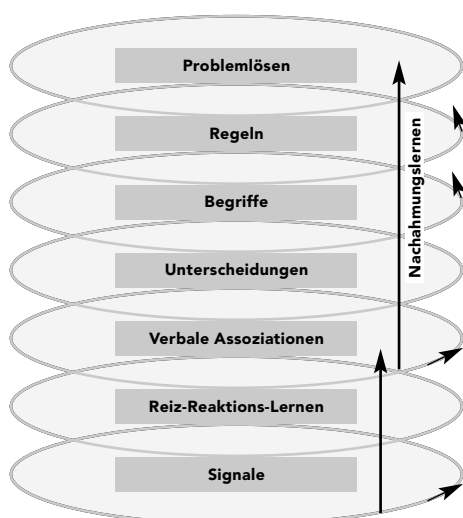 Problemlösen
Regeln
Begriffe
Unterscheidungen
Verbale Assoziationen
Reiz-Reaktions-Lernen
Signale
Nachahmungslernen